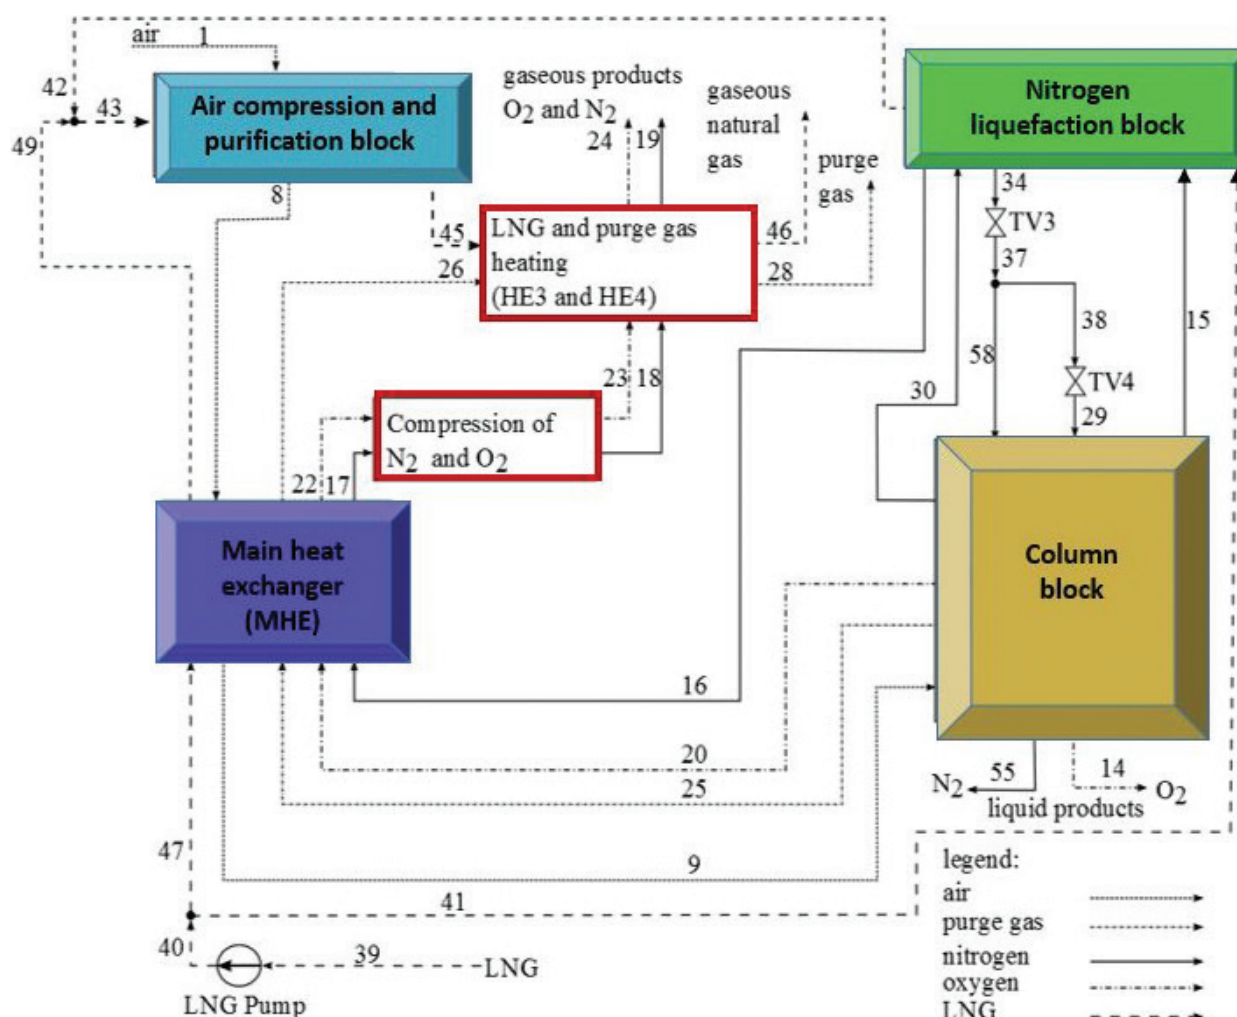 air
1
42
43
49
Air compression and
purification block
8
gaseous products
O2 and N2
24
19
gaseous
natural
gas
purge
gas
Nitrogen
liquefaction block
34
TV3
37
38
58
15
TV4
29
30
45
26
LNG and purge gas
heating
(HE3 and HE4)
46
28
23
18
Compression of
N2 and O2
22
17
Main heat
exchanger
(MHE)
Column
block
16
20
25
9
47
41
40
39
LNG
LNG Pump
N2
55
14
O2
liquid products
legend:
air
purge gas
nitrogen
oxygen
LNG